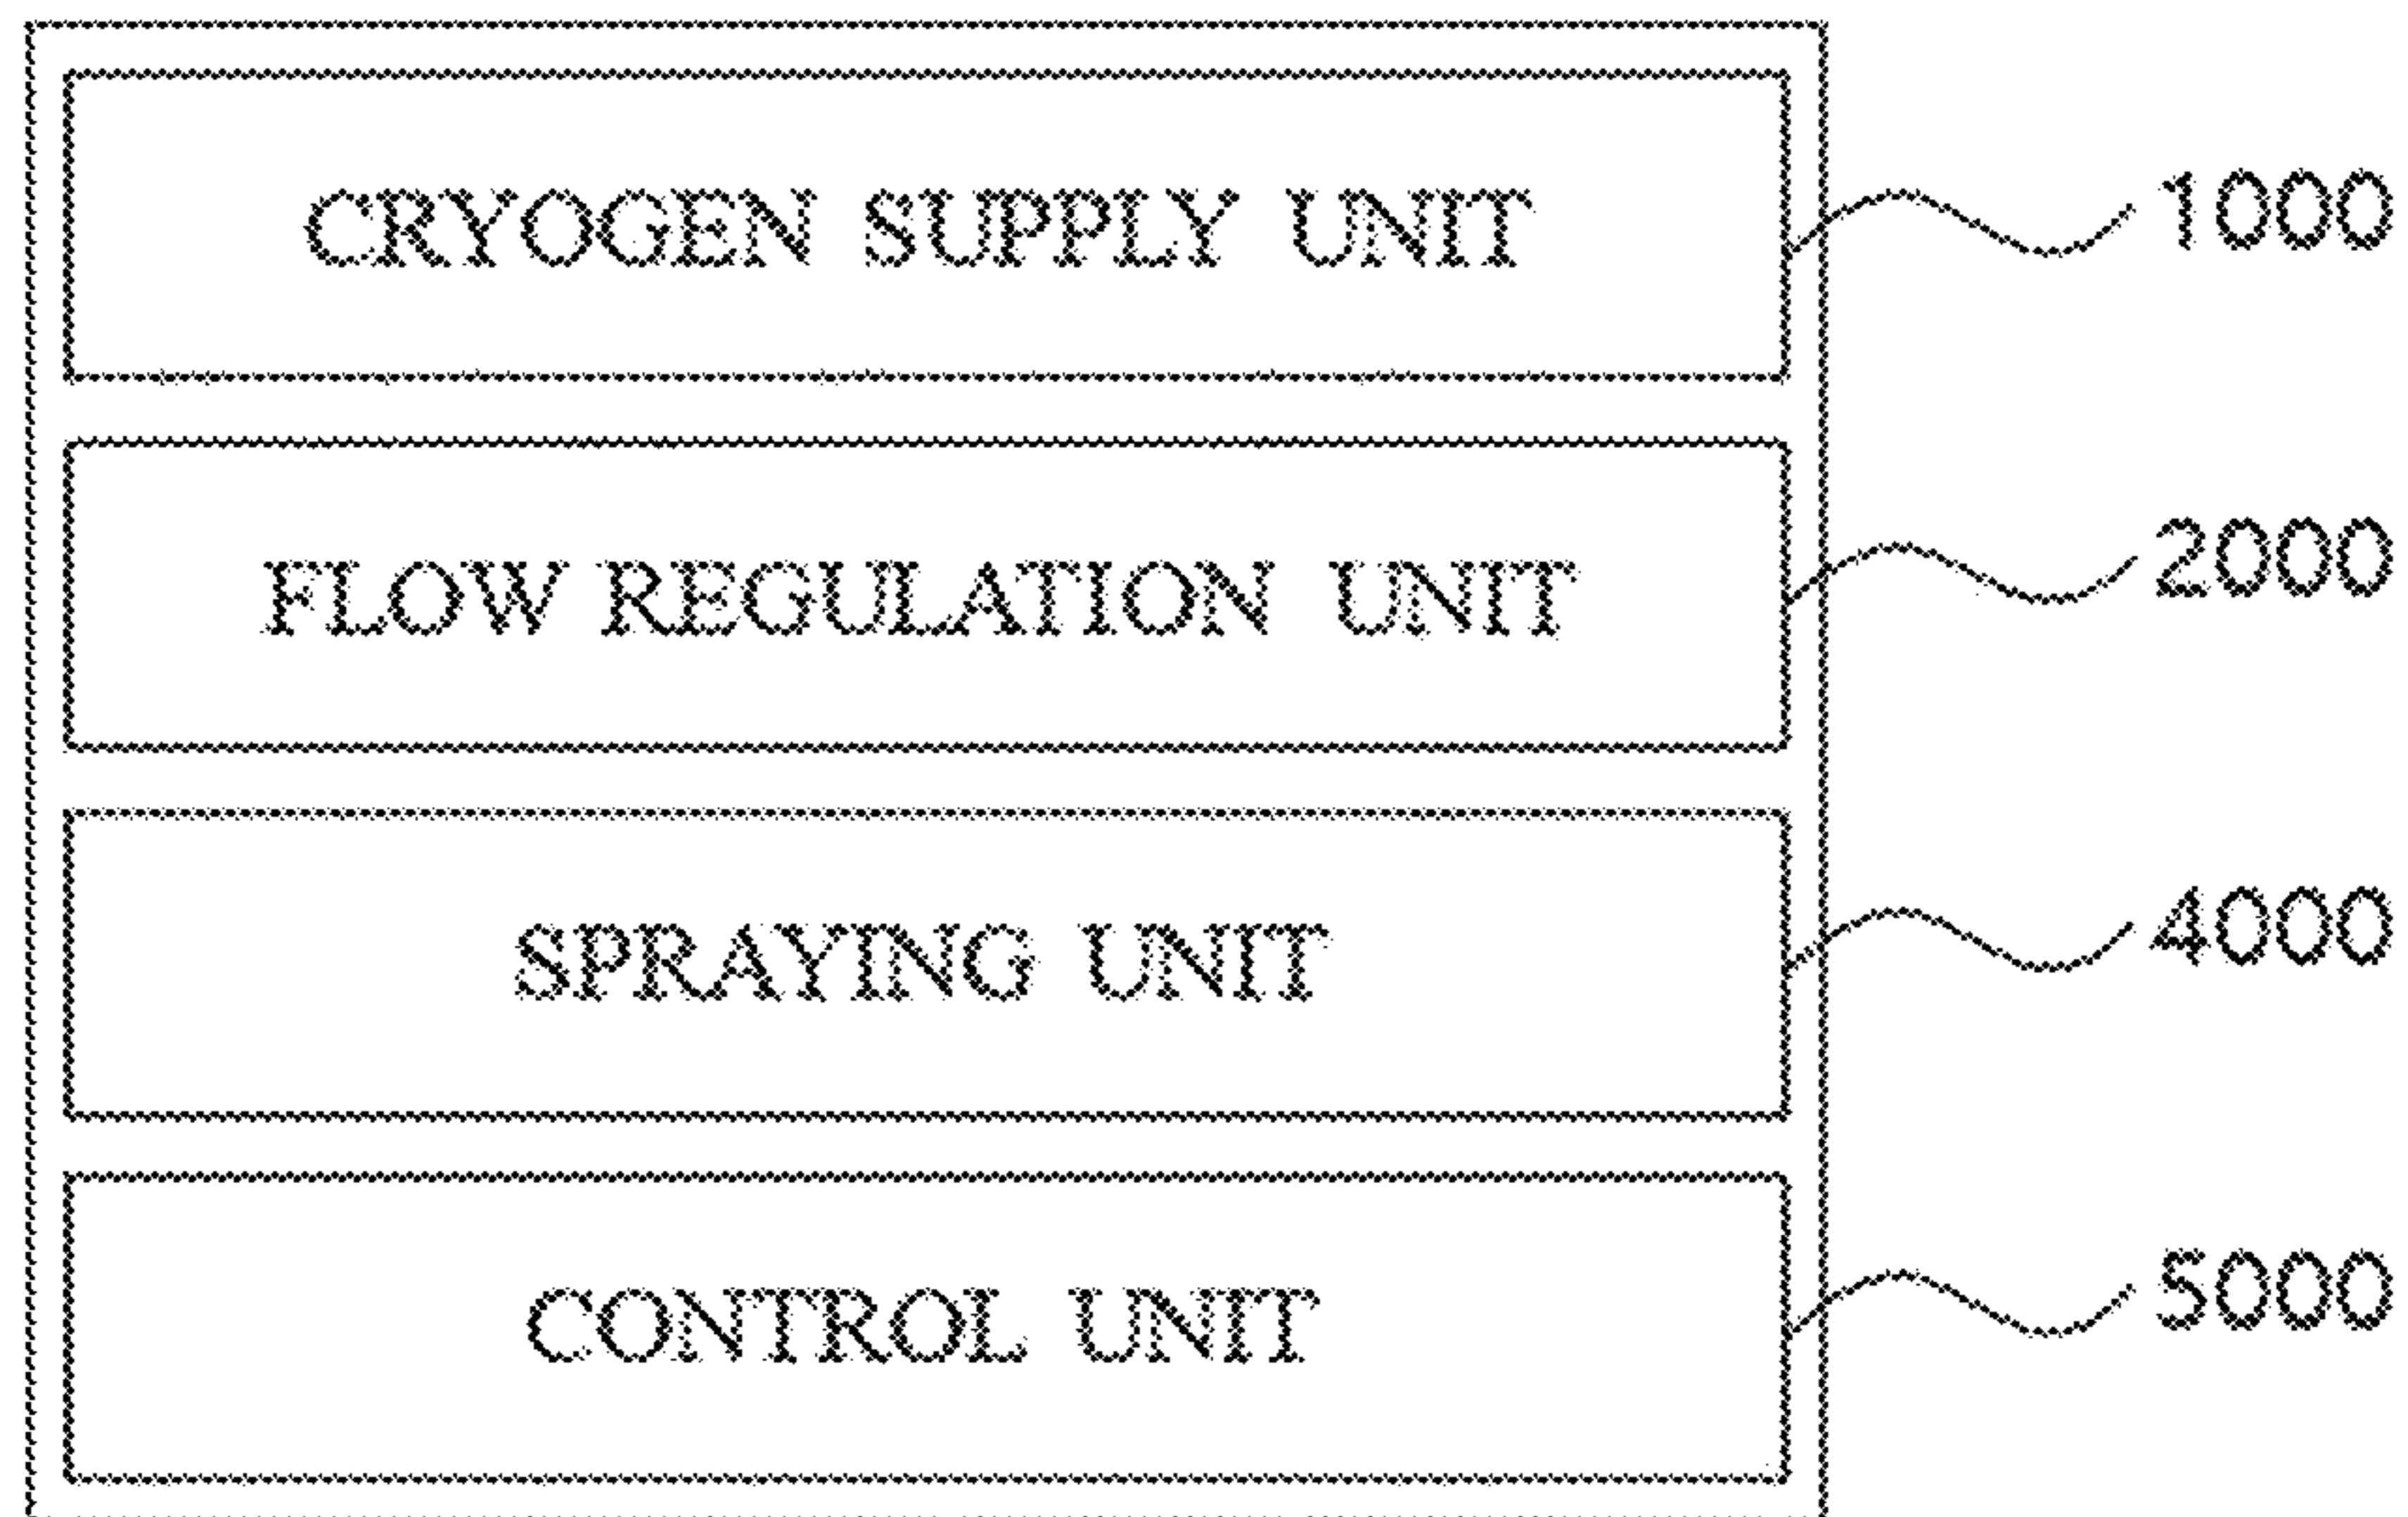 CRYOGEN SUPPLY UNIT 1000
FLOW REGULATION UNIT 2000
SPRAYING UNIT 4000
CONTROL UNIT 5000